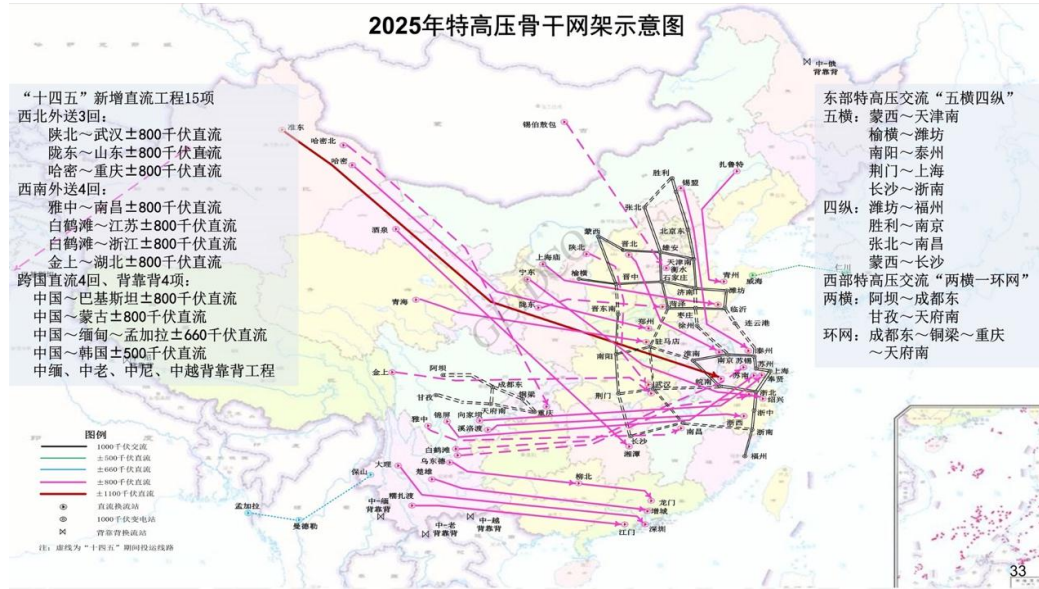 2025年特高压骨干网架示意图
“十四五”新增直流工程15项
西北外送3回：
陕北～武汉±800千伏直流
陇东～山东±800千伏直流
哈密～重庆±800千伏直流
西南外送4回：
雅中～南昌±800千伏直流
白鹤滩～江苏±800千伏直流
白鹤滩～浙江±800千伏直流
金上～湖北±800千伏直流
跨国直流4回、背靠背4项：
中国～巴基斯坦±800千伏直流
中国～蒙古±800千伏直流
中国～缅甸～孟加拉±660千伏直流
中国～韩国±500千伏直流
中缅、中老、中尼、中越背靠背工程
东部特高压交流“五横四纵”
五横：蒙西～天津南
榆横～潍坊
南阳～泰州
荆门～上海
长沙～浙南
四纵：潍坊～福州
胜利～南京
张北～南昌
蒙西～长沙
西部特高压交流“两横一环网”
两横：阿坝～成都东
甘孜～天府南
环网：成都东～铜梁～重庆
～天府南
中-俄
背靠背
准东
哈密北
哈密
锡伯敖包
胜利
锡盟
扎鲁特
张北
酒泉
蒙西
北京东
陕北
晋北
雄安
上海庙
天津南
衡水
石家庄
青州
威海
宁东
榆横
晋中
济南
潍坊
青海
陇东
晋东南
菏泽
临沂
枣庄
郑州
徐州
连云港
驻马店
泰州
南阳
淮南
南京
苏锡
苏州
上海
金上
阿坝
成都东
皖南
苏南
奉贤
武汉
铜梁
荆门
浙北
绍兴
甘孜
天府南
重庆
雅中
锦屏
向家坝
浙中
溪洛渡
浙西
浙南
南昌
长沙
白鹤滩
湘潭
福州
乌东德
大理
楚雄
保山
柳北
糯扎渡
龙门
中-缅
背靠背
增城
孟加拉
曼德勒
中-老
背靠背
中-越
背靠背
江门
深圳
图例
1000千伏交流
±500千伏直流
±660千伏直流
±800千伏直流
±1100千伏直流
直流换流站
1000千伏变电站
背靠背换流站
注：虚线为“十四五”期间投运线路
33